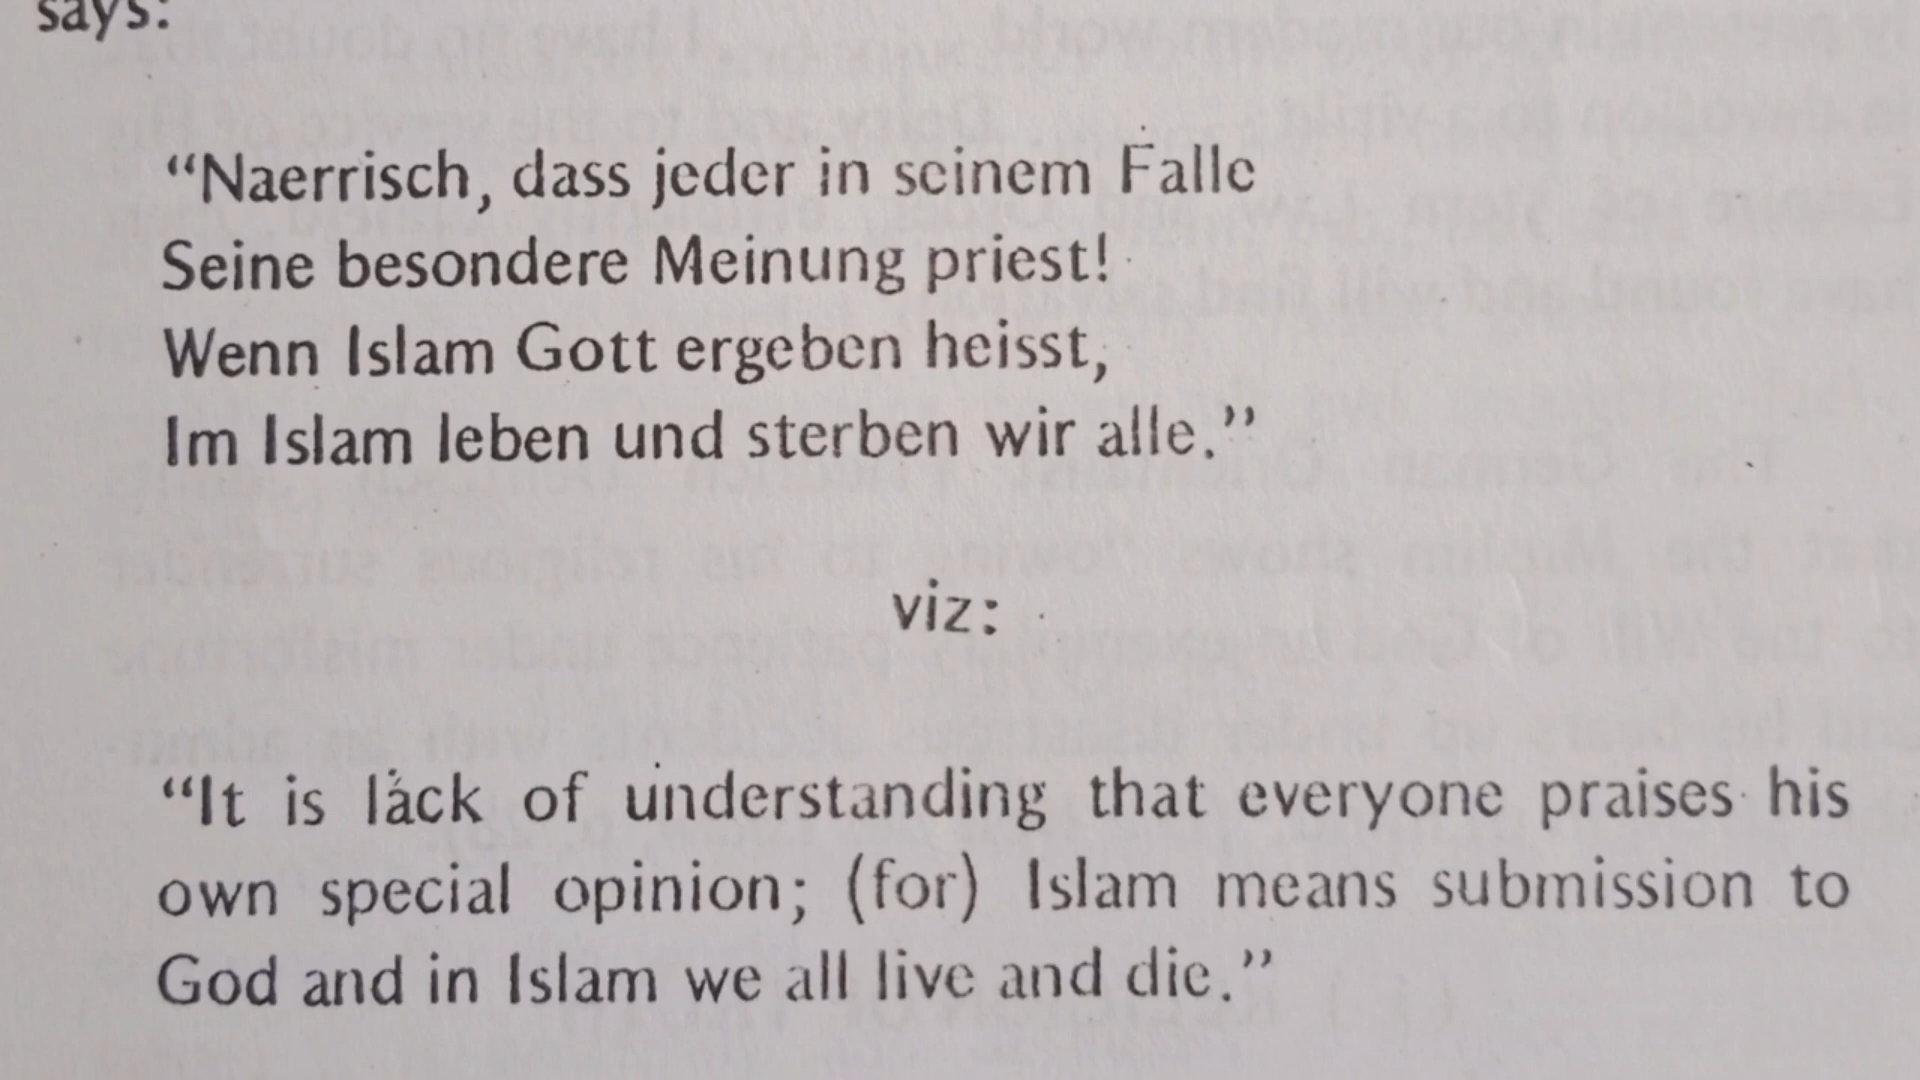 says:
“Naerrisch, dass jeder in seinem Falle
Seine besondere Meinung priest!
Wenn Islam Gott ergeben heisst,
Im Islam leben und sterben wir alle.”
viz:
“It is lack of understanding that everyone praises his
own special opinion; (for) Islam means submission to
God and in Islam we all live and die.”